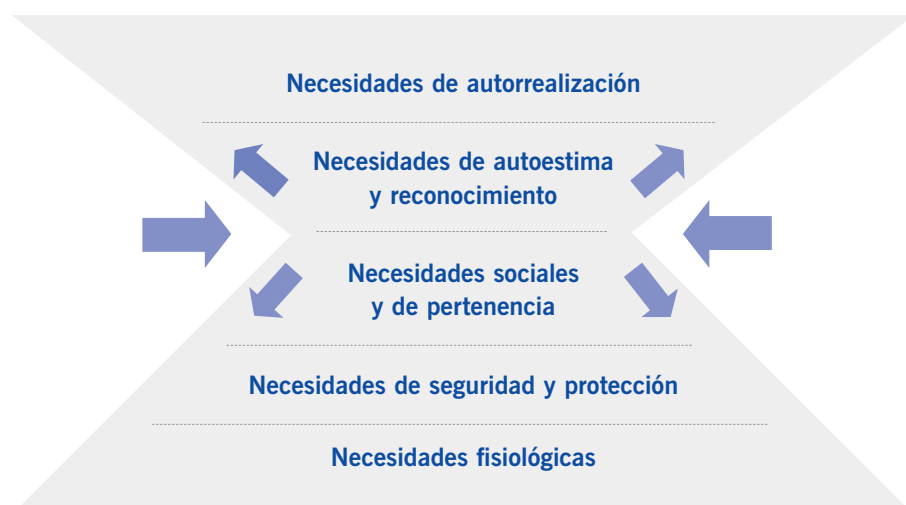 Necesidades de autorrealización
Necesidades de autoestima
y reconocimiento
Necesidades sociales
y de pertenencia
Necesidades de seguridad y protección
Necesidades fisiológicas